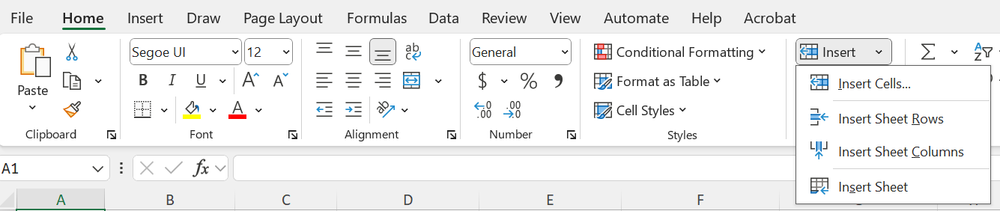 File Home Insert Draw Page Layout Formulas Data Review View Automate Help Acrobat
Segoe UI 12 ab c General Conditional Formatting Insert Σ A Z
Paste B I U A A $ % , Format as Table
A .00 .0 .00 .0 Cell Styles
Clipboard Font Alignment Number Styles
Insert Cells...
Insert Sheet Rows
Insert Sheet Columns
Insert Sheet
A1 fx
A B C D E F